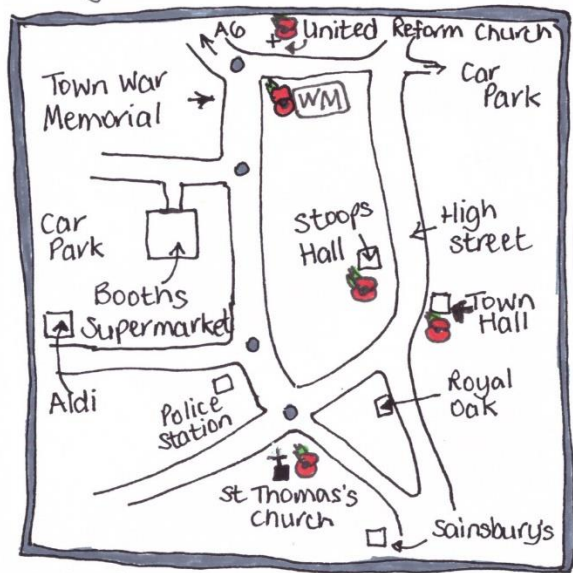 A6
United Reform Church
Town War
Memorial
WM
Car
Park
Stoops
Hall
High
street
Car
Park
Booths
Supermarket
Town
Hall
Aldi
Police
Station
Royal
Oak
St Thomas's
Church
Sainsbury's